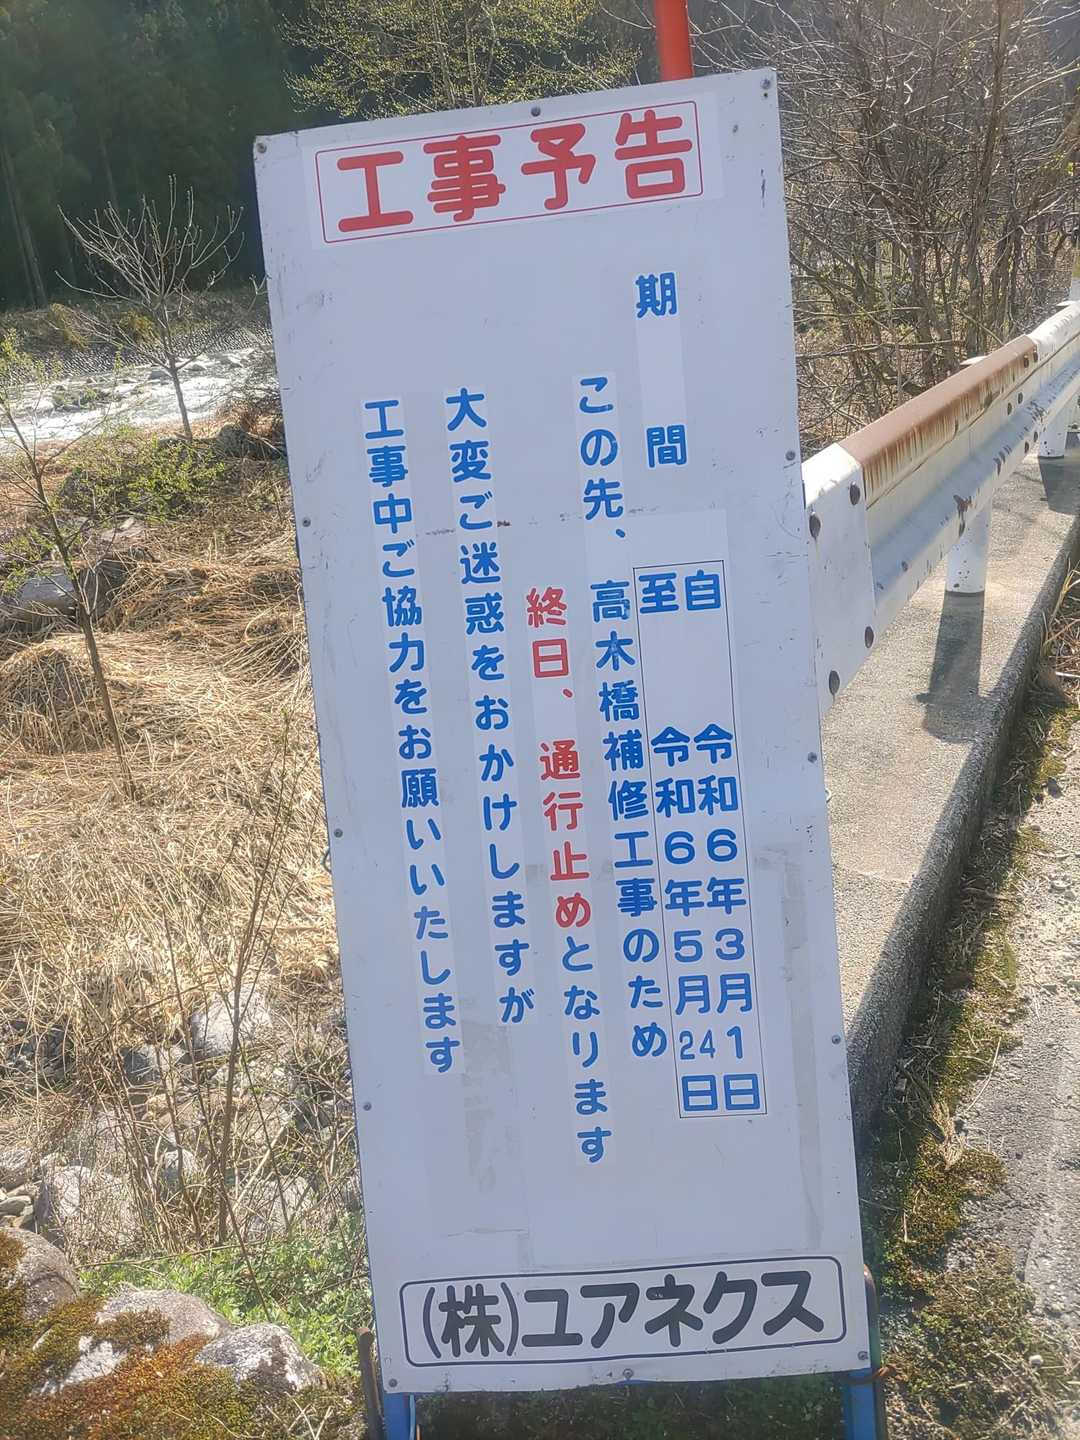 工事予告
期間
自 令和6年3月1日
至 令和6年5月24日
この先、高木橋補修工事のため
終日、通行止めとなります
大変ご迷惑をおかけしますが
工事中ご協力をお願いいたします
(株)ユアネクス